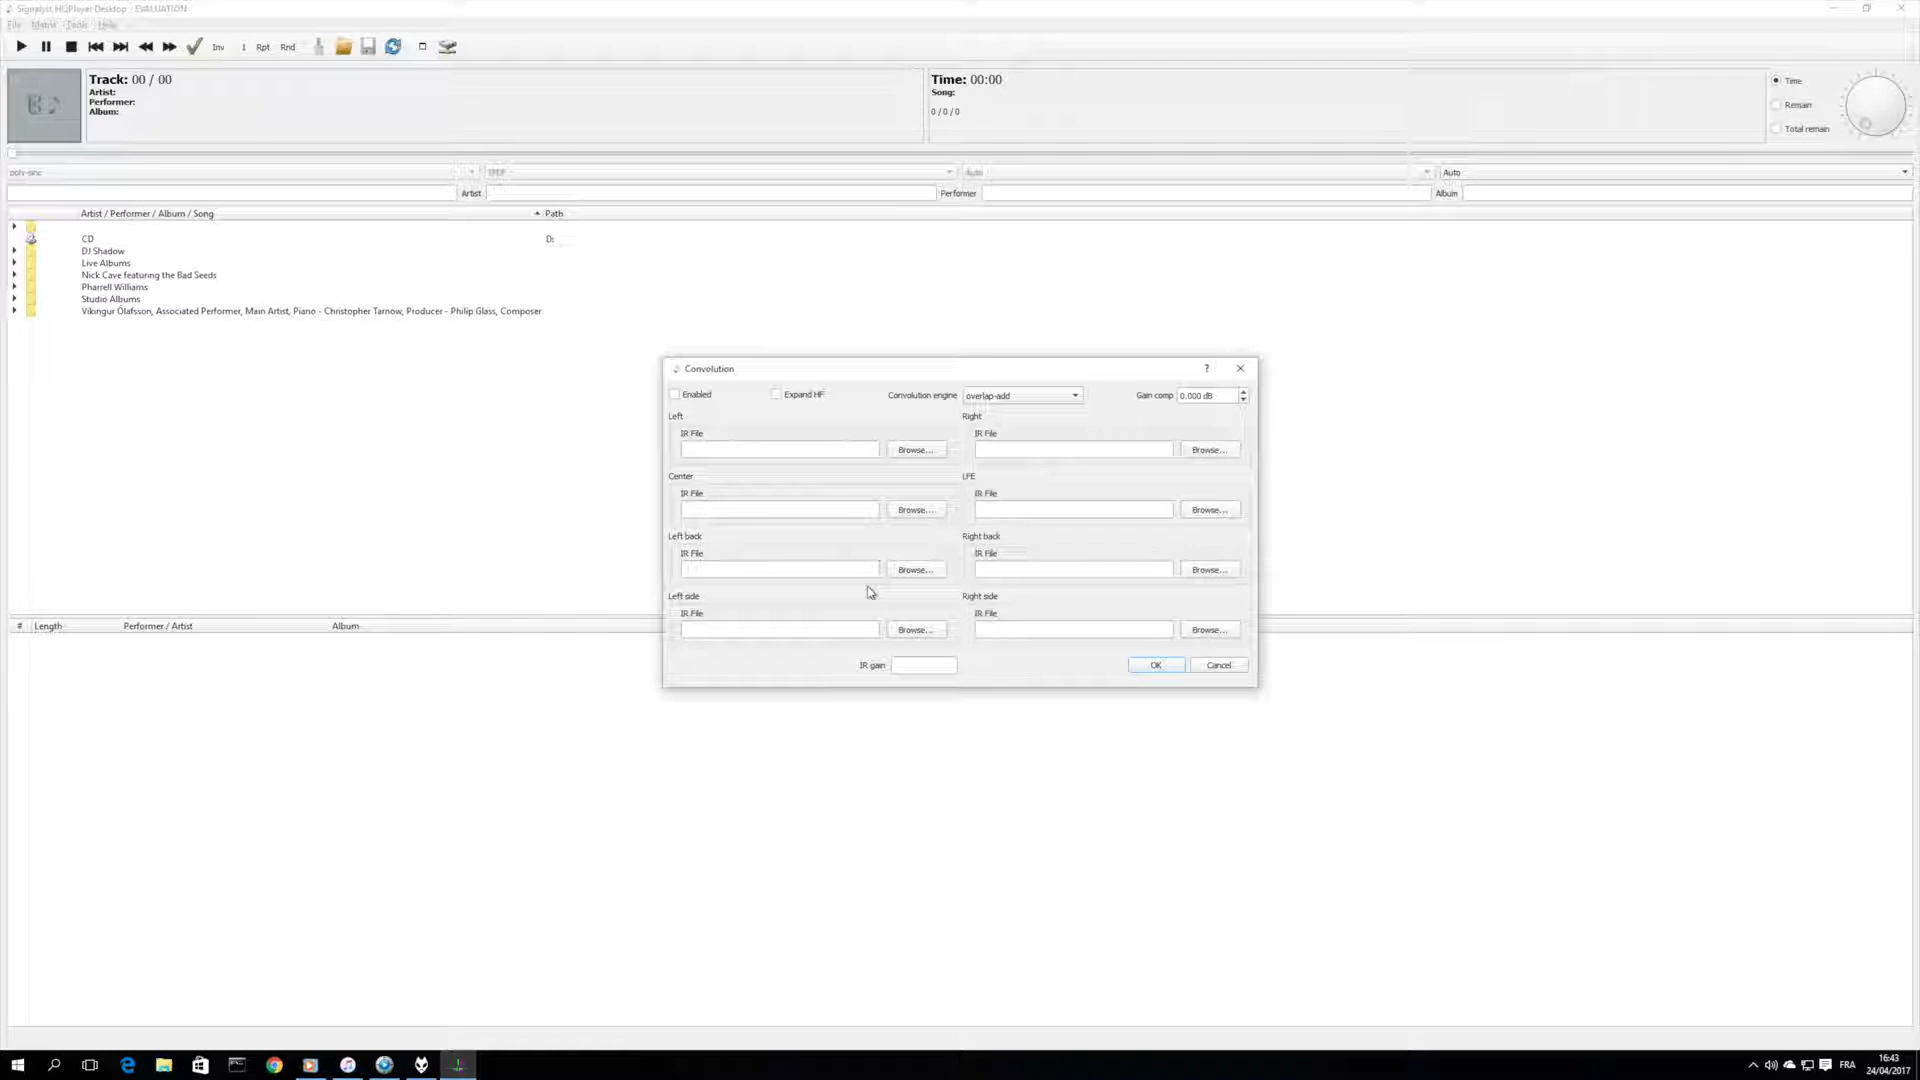 Signalyst HQPlayer Desktop - EVALUATION
File Matrix Tools Help
Inv 1 Rpt Rnd
Track: 00 / 00
Artist:
Performer:
Album:
Time: 00:00
Song:
0 / 0 / 0
Time
Remain
Total remain
poly-sinc TPDF Auto Auto
Artist Performer Album
Artist / Performer / Album / Song Path
CD D:
DJ Shadow
Live Albums
Nick Cave featuring the Bad Seeds
Pharrell Williams
Studio Albums
Víkingur Ólafsson, Associated Performer, Main Artist, Piano - Christopher Tarnow, Producer - Philip Glass, Composer
Convolution ?
Enabled Expand HF Convolution engine overlap-add Gain comp 0.000 dB
Left Right
IR File IR File
Browse... Browse...
Center LFE
IR File IR File
Browse... Browse...
Left back Right back
IR File IR File
Browse... Browse...
Left side Right side
IR File IR File
Browse... Browse...
IR gain OK Cancel
# Length Performer / Artist Album
FRA 16:43
24/04/2017